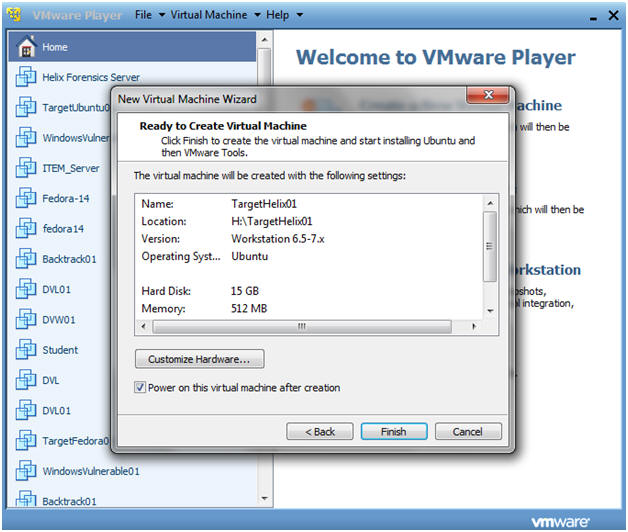 VMware Player File Virtual Machine Help
Home
Helix Forensics Server
TargetUbuntu0
WindowsVulner
ITEM_Server
Fedora-14
fedora14
Backtrack01
DVL01
DVW01
Student
DVL
DVL01
TargetFedora0
WindowsVulnerable01
Backtrack01
Welcome to VMware Player
Create a New V
achine
will then be
hich will then be
rkstation
pshots,
l integration,
New Virtual Machine Wizard
Ready to Create Virtual Machine
Click Finish to create the virtual machine and start installing Ubuntu and
then VMware Tools.
The virtual machine will be created with the following settings:
Name: TargetHelix01
Location: H:\TargetHelix01
Version: Workstation 6.5-7.x
Operating Syst... Ubuntu
Hard Disk: 15 GB
Memory: 512 MB
Customize Hardware...
Power on this virtual machine after creation
< Back Finish Cancel
vmware